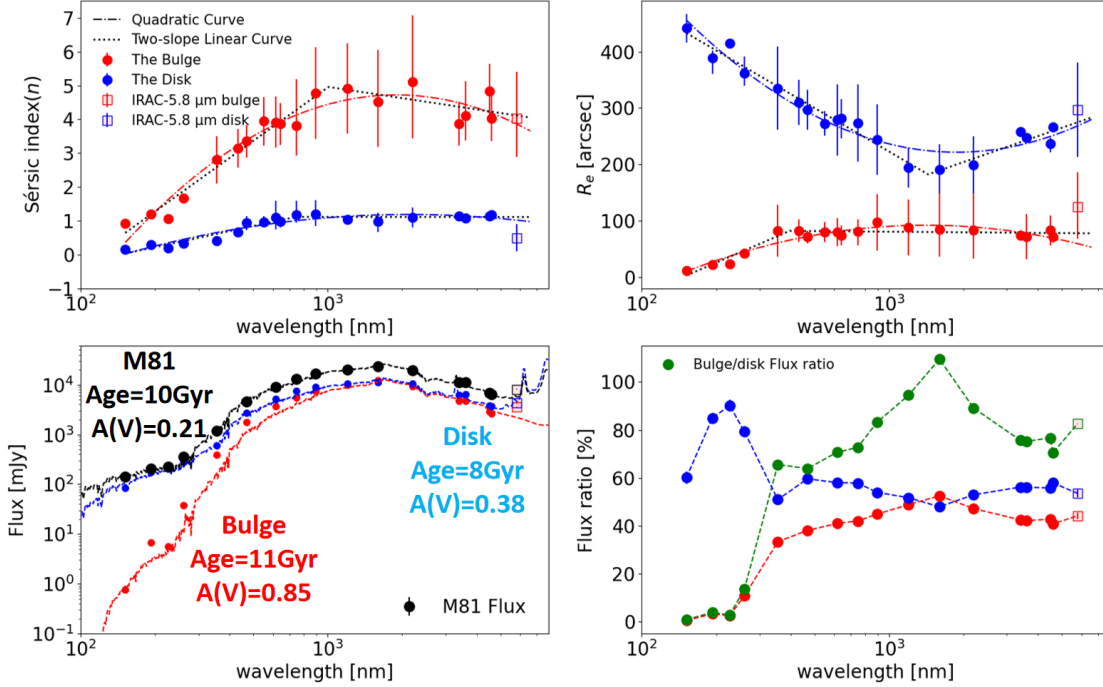 7
6
5
4
3
2
1
0
−1
Sérsic index(n)
Quadratic Curve
Two-slope Linear Curve
The Bulge
The Disk
IRAC-5.8 μm bulge
IRAC-5.8 μm disk
10²
10³
wavelength [nm]
400
300
200
100
0
Rₑ [arcsec]
10²
10³
wavelength [nm]
10⁴
10³
10²
10¹
10⁰
10⁻¹
Flux [mJy]
M81
Age=10Gyr
A(V)=0.21
Disk
Age=8Gyr
A(V)=0.38
Bulge
Age=11Gyr
A(V)=0.85
M81 Flux
10²
10³
wavelength [nm]
100
80
60
40
20
0
Flux ratio [%]
Bulge/disk Flux ratio
10²
10³
wavelength [nm]